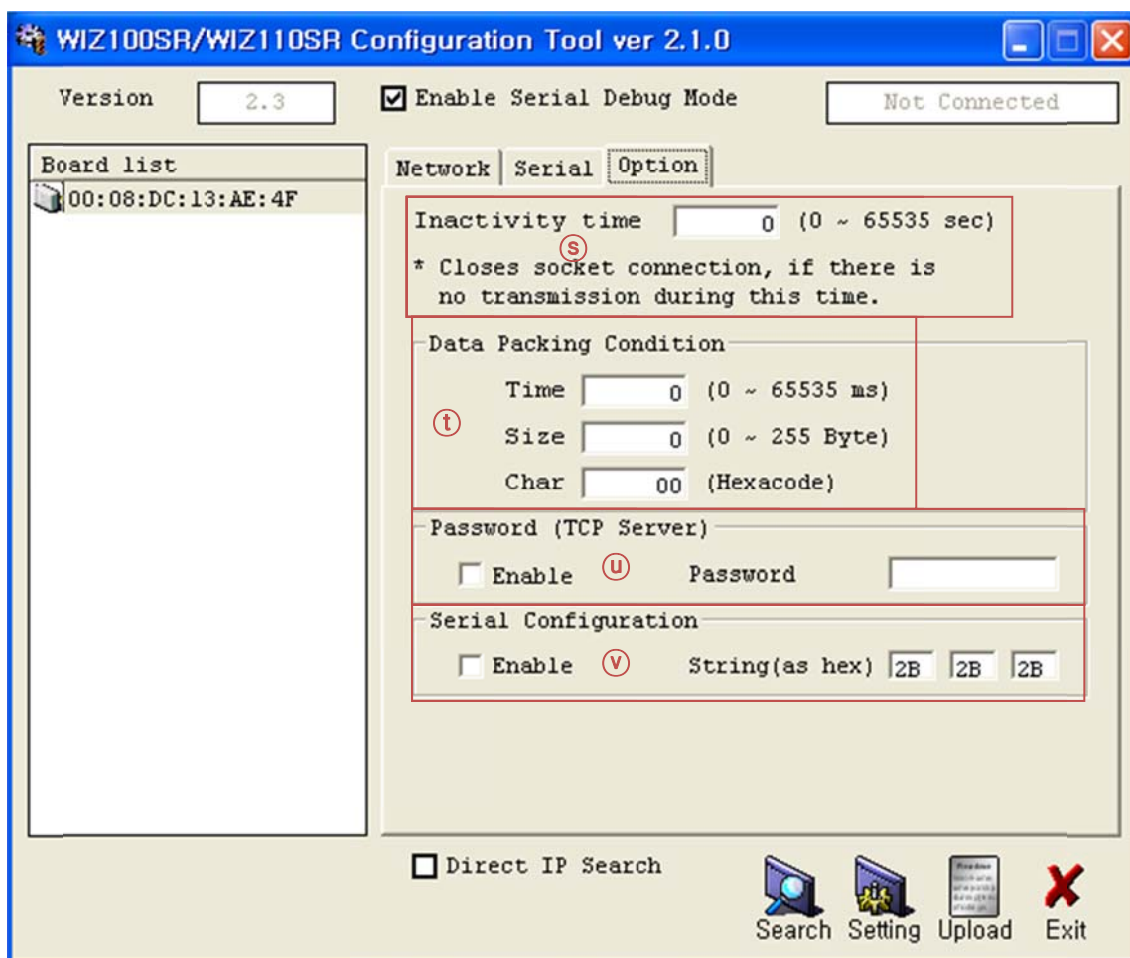 WIZ100SR/WIZ110SR Configuration Tool ver 2.1.0
Version 2.3 Enable Serial Debug Mode Not Connected
Board list
00:08:DC:13:AE:4F
Network Serial Option
Inactivity time 0 (0 ~ 65535 sec)
ⓢ
* Closes socket connection, if there is
no transmission during this time.
Data Packing Condition
Time 0 (0 ~ 65535 ms)
ⓣ
Size 0 (0 ~ 255 Byte)
Char 00 (Hexacode)
Password (TCP Server)
Enable ⓤ Password
Serial Configuration
Enable ⓥ String(as hex) 2B 2B 2B
Direct IP Search
Search Setting Upload Exit